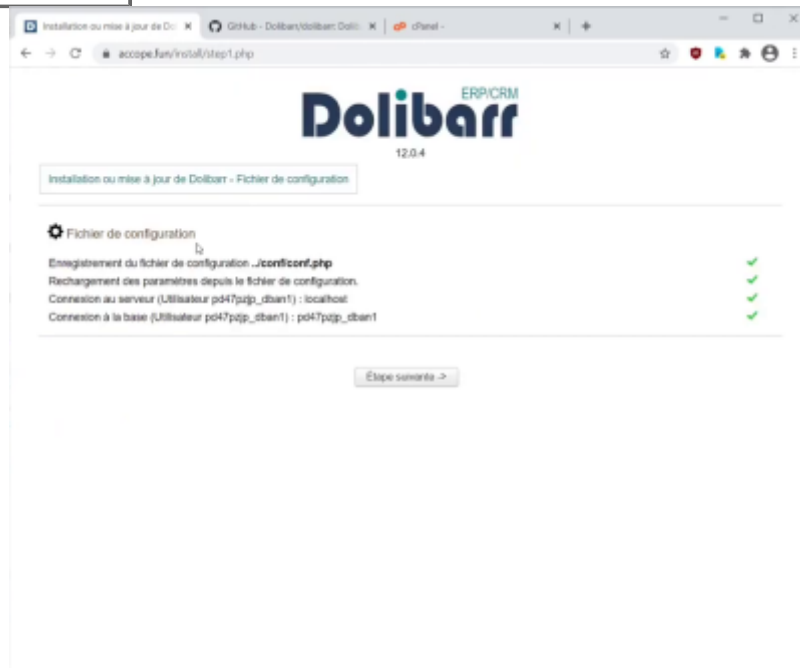 Installation ou mise à jour de Do
GitHub - Dolibarr/dolibarr: Dolib
cPanel -
accope.fun/install/step1.php
Dolibarr
ERP/CRM
12.0.4
Installation ou mise à jour de Dolibarr - Fichier de configuration
Fichier de configuration
Enregistrement du fichier de configuration ../conf/conf.php
Rechargement des paramètres depuis le fichier de configuration.
Connexion au serveur (Utilisateur pd47pzjp_dban1) : localhost
Connexion à la base (Utilisateur pd47pzjp_dban1) : pd47pzjp_dban1
Étape suivante ->